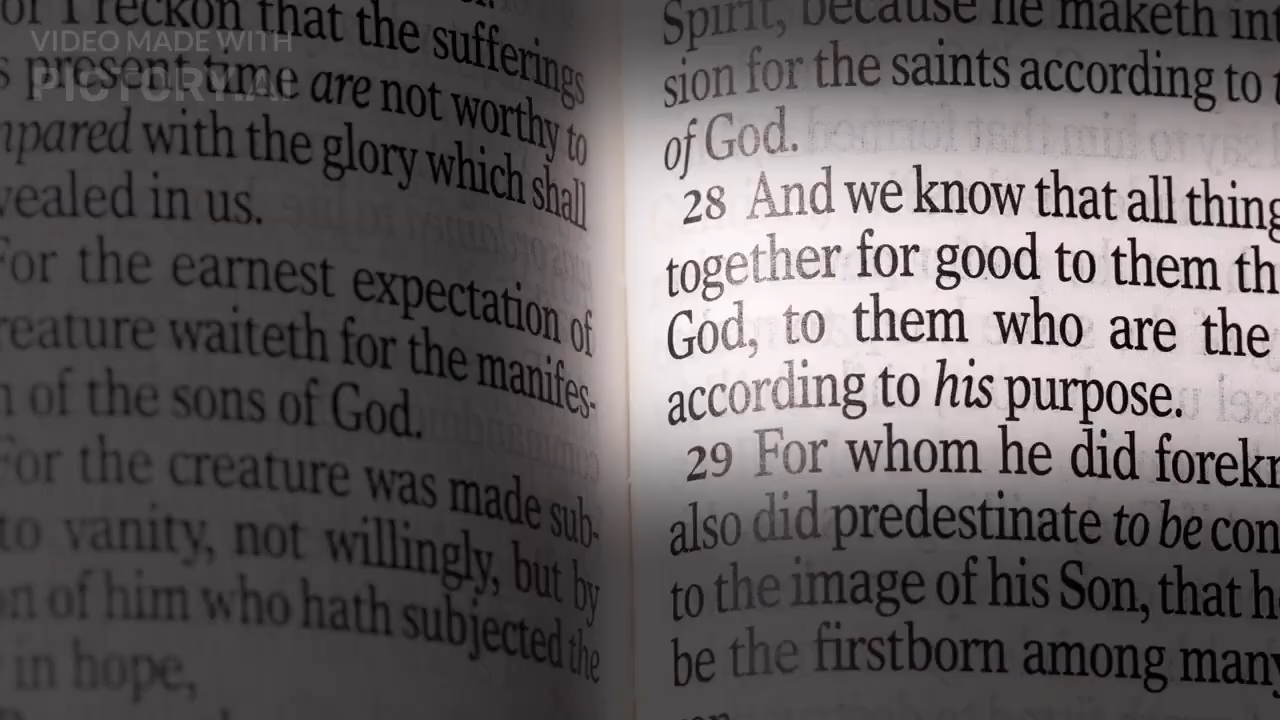 VIDEO MADE WITH
PICTORY.AI
or I reckon that the sufferings
s present time are not worthy to
mpared with the glory which shall
vealed in us.
For the earnest expectation of
reature waiteth for the manifes-
n of the sons of God.
For the creature was made sub-
to vanity, not willingly, but by
on of him who hath subjected the
in hope,
Spirit, because he maketh int
sion for the saints according to t
of God.
28 And we know that all thing
together for good to them th
God, to them who are the
according to his purpose.
29 For whom he did forekn
also did predestinate to be con
to the image of his Son, that h
be the firstborn among many